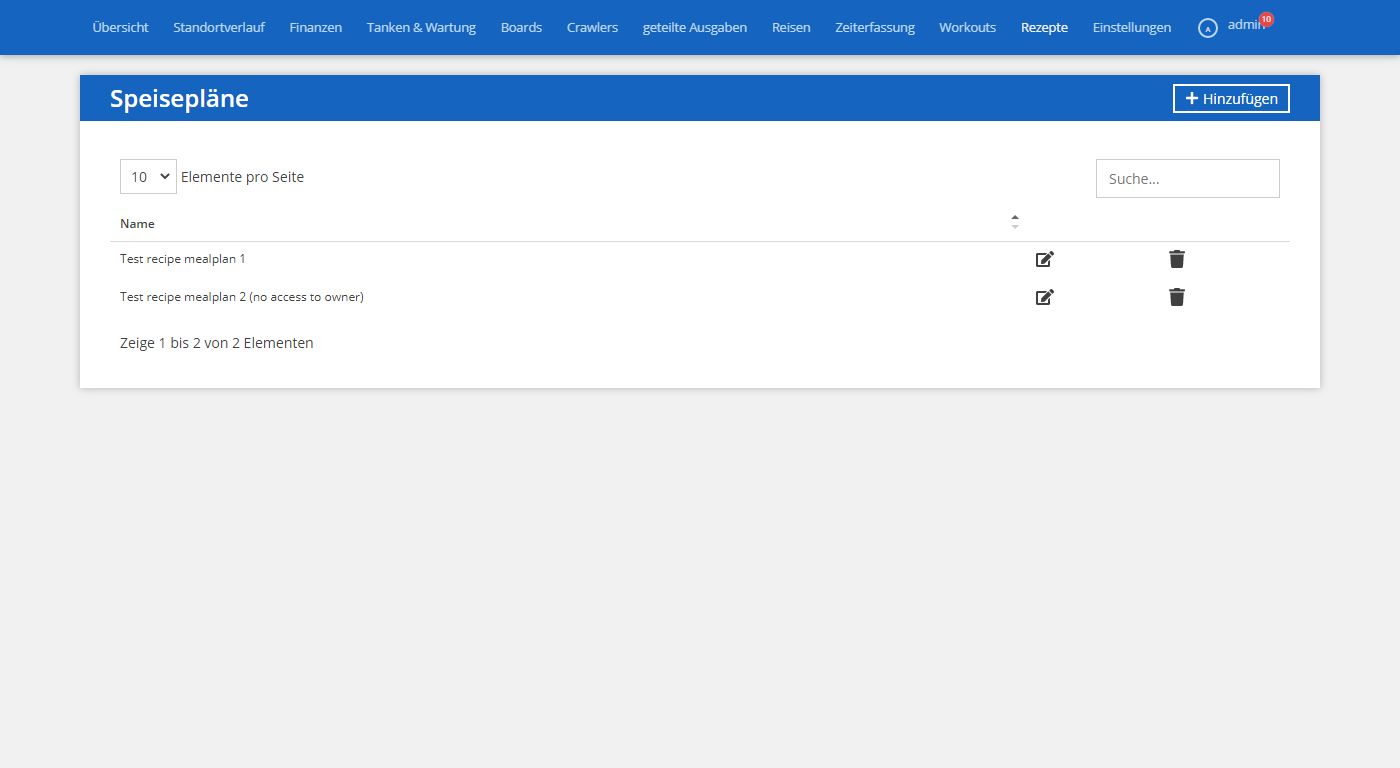 Übersicht Standortverlauf Finanzen Tanken & Wartung Boards Crawlers geteilte Ausgaben Reisen Zeiterfassung Workouts Rezepte Einstellungen A admin 10
Speisepläne Hinzufügen
10 Elemente pro Seite Suche...
Name
Test recipe mealplan 1
Test recipe mealplan 2 (no access to owner)
Zeige 1 bis 2 von 2 Elementen